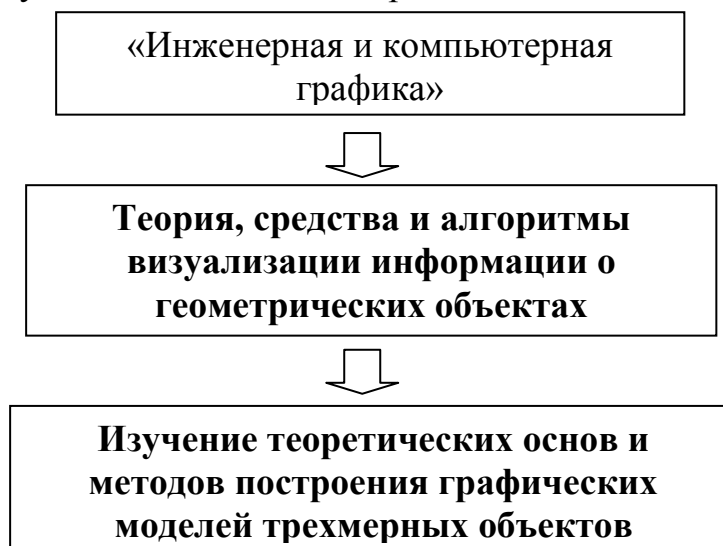 «Инженерная и компьютерная
графика»
Теория, средства и алгоритмы
визуализации информации о
геометрических объектах
Изучение теоретических основ и
методов построения графических
моделей трехмерных объектов